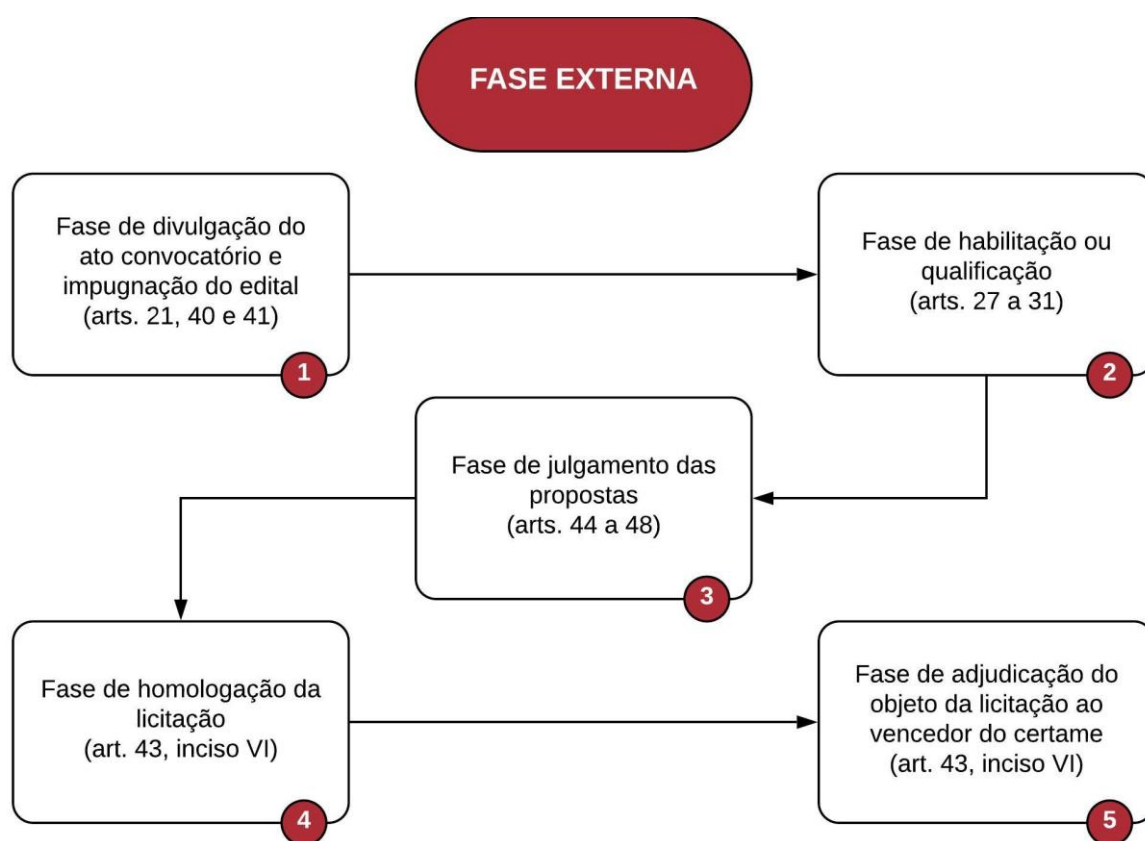 FASE EXTERNA
Fase de divulgação do
ato convocatório e
impugnação do edital
(arts. 21, 40 e 41)
1
Fase de habilitação ou
qualificação
(arts. 27 a 31)
2
Fase de julgamento das
propostas
(arts. 44 a 48)
3
Fase de homologação da
licitação
(art. 43, inciso VI)
4
Fase de adjudicação do
objeto da licitação ao
vencedor do certame
(art. 43, inciso VI)
5